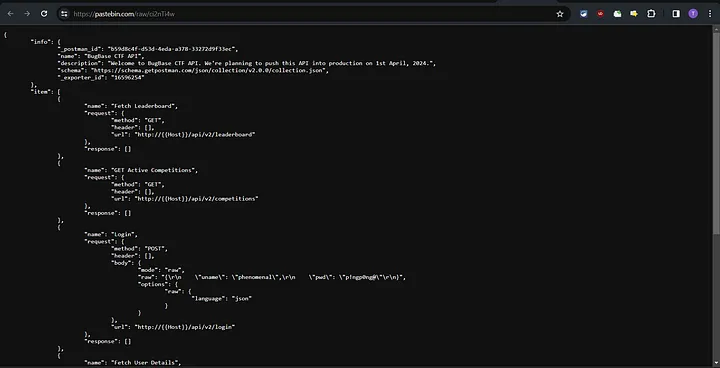 https://pastebin.com/raw/ci2nTi4w
T
{
"info": {
"_postman_id": "b59d8c4f-d53d-4eda-a378-33272d9f33ec",
"name": "BugBase CTF API",
"description": "Welcome to BugBase CTF API. We're planning to push this API into production on 1st April, 2024.",
"schema": "https://schema.getpostman.com/json/collection/v2.0.0/collection.json",
"_exporter_id": "16596254"
},
"item": [
{
"name": "Fetch Leaderboard",
"request": {
"method": "GET",
"header": [],
"url": "http://{{Host}}/api/v2/leaderboard"
},
"response": []
},
{
"name": "GET Active Competitions",
"request": {
"method": "GET",
"header": [],
"url": "http://{{Host}}/api/v2/competitions"
},
"response": []
},
{
"name": "Login",
"request": {
"method": "POST",
"header": [],
"body": {
"mode": "raw",
"raw": "{\r\n    \"uname\": \"phenomenal\",\r\n    \"pwd\": \"p!ngp0ng@\"\r\n}",
"options": {
"raw": {
"language": "json"
}
}
},
"url": "http://{{Host}}/api/v2/login"
},
"response": []
},
{
"name": "Fetch User Details",